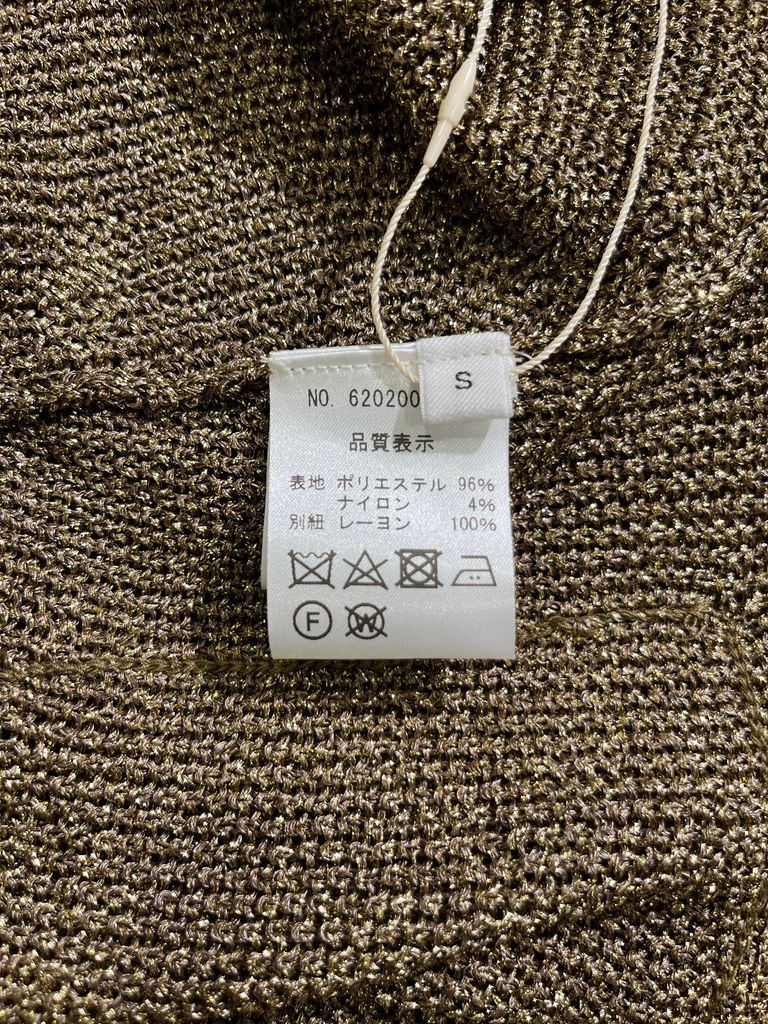 S
NO. 620200
品質表示
表地 ポリエステル 96%
ナイロン 4%
別紐 レーヨン 100%
F
W